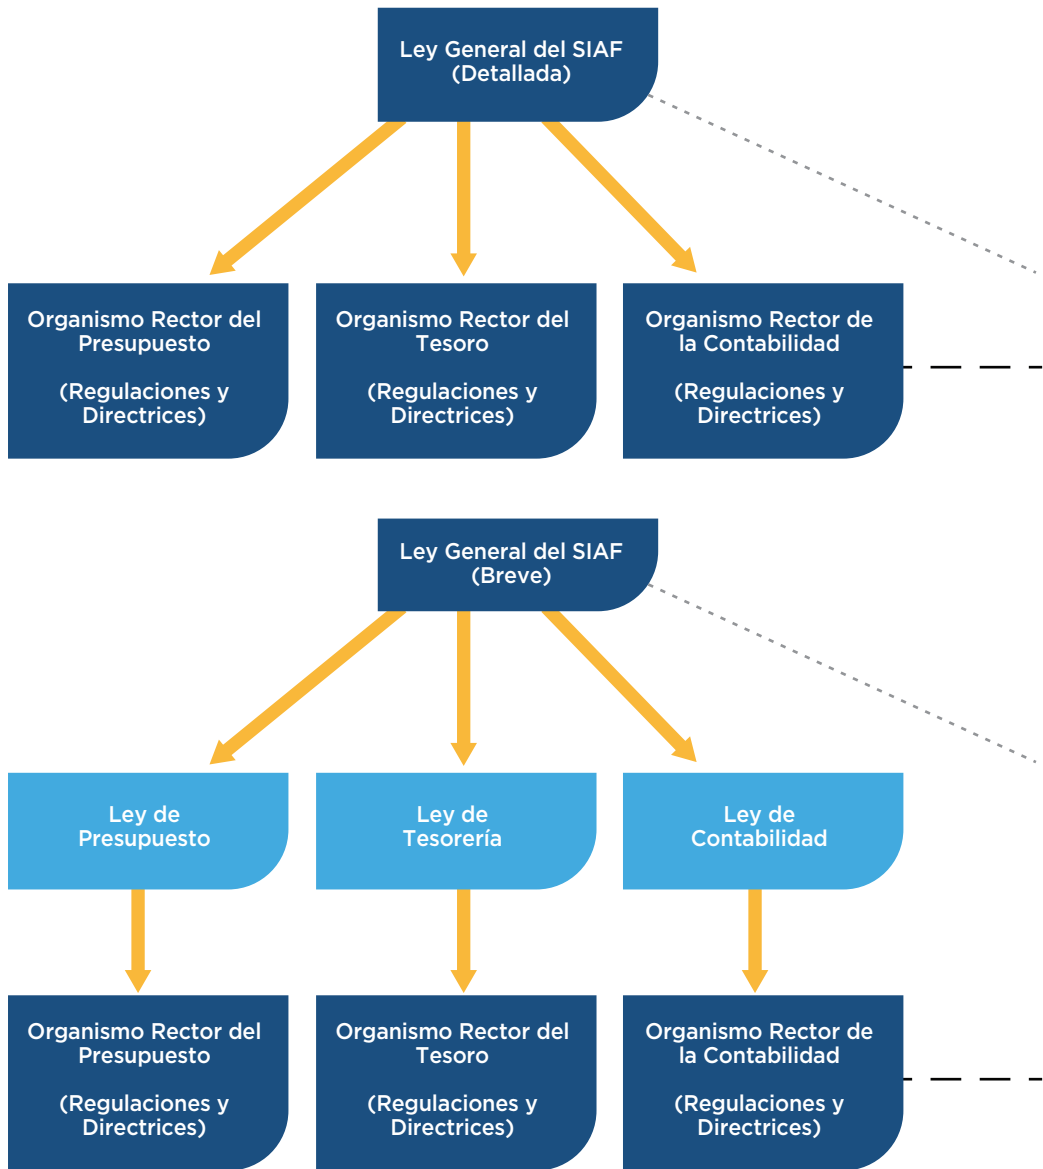 Ley General del SIAF
(Detallada)
Organismo Rector del
Presupuesto
(Regulaciones y
Directrices)
Organismo Rector del
Tesoro
(Regulaciones y
Directrices)
Organismo Rector de
la Contabilidad
(Regulaciones y
Directrices)
Ley General del SIAF
(Breve)
Ley de
Presupuesto
Ley de
Tesorería
Ley de
Contabilidad
Organismo Rector del
Presupuesto
(Regulaciones y
Directrices)
Organismo Rector del
Tesoro
(Regulaciones y
Directrices)
Organismo Rector de
la Contabilidad
(Regulaciones y
Directrices)